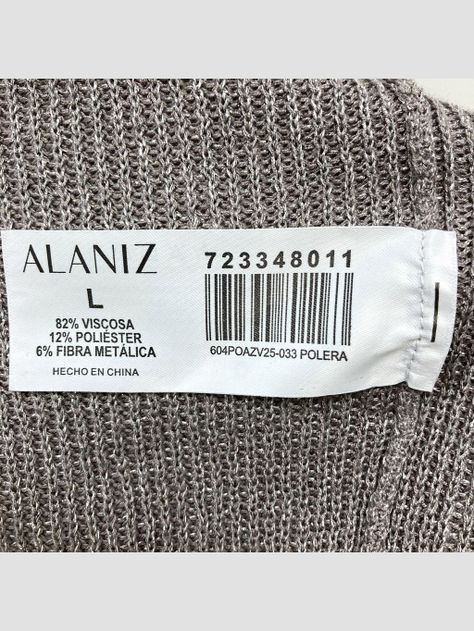 ALANIZ
L
82% VISCOSA
12% POLIÉSTER
6% FIBRA METÁLICA
HECHO EN CHINA
723348011
604POAZV25-033 POLERA